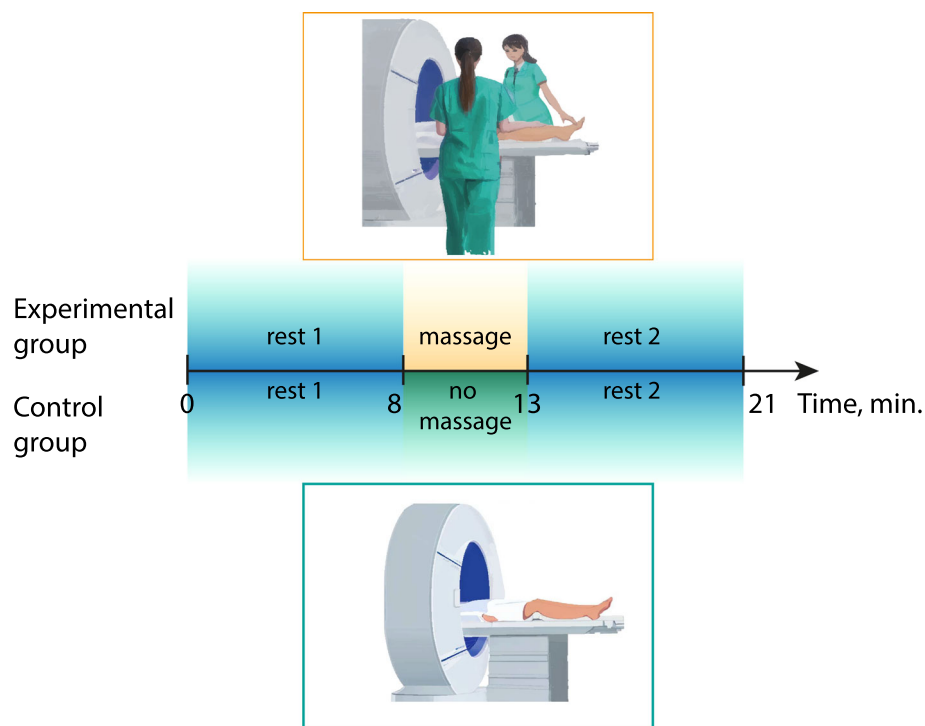 Experimental
group
rest 1
massage
rest 2
rest 1
no
massage
rest 2
0
8
13
21
Time, min.
Control
group